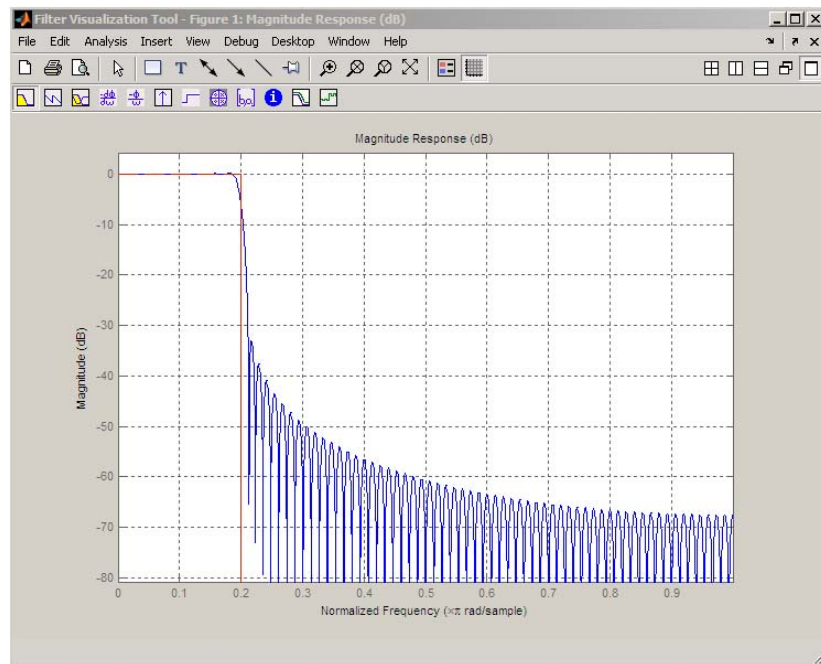 Filter Visualization Tool - Figure 1: Magnitude Response (dB)
File Edit Analysis Insert View Debug Desktop Window Help
T
[b,a]
i
Magnitude Response (dB)
0
-10
-20
-30
-40
-50
-60
-70
-80
Magnitude (dB)
0 0.1 0.2 0.3 0.4 0.5 0.6 0.7 0.8 0.9
Normalized Frequency (×π rad/sample)